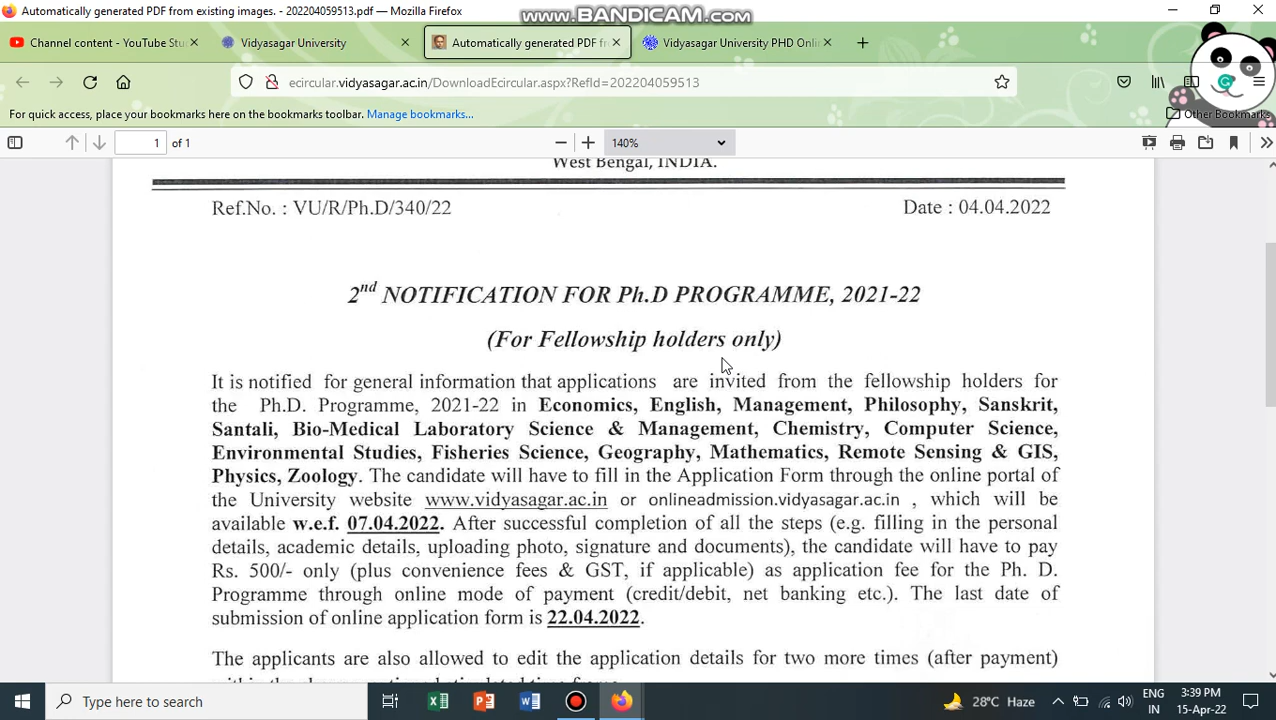 Automatically generated PDF from existing images. - 202204059513.pdf — Mozilla Firefox
www.BANDICAM.com
Channel content - YouTube Stu
Vidyasagar University
Automatically generated PDF fr
Vidyasagar University PHD Onlin
ecircular.vidyasagar.ac.in/DownloadEcircular.aspx?RefId=202204059513
For quick access, place your bookmarks here on the bookmarks toolbar. Manage bookmarks...
Other Bookmarks
1 of 1
140%
West Bengal, INDIA.
Ref.No. : VU/R/Ph.D/340/22
Date : 04.04.2022
2nd NOTIFICATION FOR Ph.D PROGRAMME, 2021-22
(For Fellowship holders only)
It is notified for general information that applications are invited from the fellowship holders for
the Ph.D. Programme, 2021-22 in Economics, English, Management, Philosophy, Sanskrit,
Santali, Bio-Medical Laboratory Science & Management, Chemistry, Computer Science,
Environmental Studies, Fisheries Science, Geography, Mathematics, Remote Sensing & GIS,
Physics, Zoology. The candidate will have to fill in the Application Form through the online portal of
the University website www.vidyasagar.ac.in or onlineadmission.vidyasagar.ac.in , which will be
available w.e.f. 07.04.2022. After successful completion of all the steps (e.g. filling in the personal
details, academic details, uploading photo, signature and documents), the candidate will have to pay
Rs. 500/- only (plus convenience fees & GST, if applicable) as application fee for the Ph. D.
Programme through online mode of payment (credit/debit, net banking etc.). The last date of
submission of online application form is 22.04.2022.
The applicants are also allowed to edit the application details for two more times (after payment)
Type here to search
28°C Haze
ENG
IN
3:39 PM
15-Apr-22